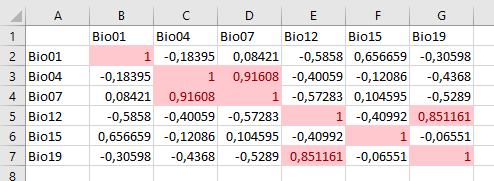 A B C D E F G
1 Bio01 Bio04 Bio07 Bio12 Bio15 Bio19
2 Bio01 1 -0,18395 0,08421 -0,5858 0,656659 -0,30598
3 Bio04 -0,18395 1 0,91608 -0,40059 -0,12086 -0,4368
4 Bio07 0,08421 0,91608 1 -0,57283 0,104595 -0,5289
5 Bio12 -0,5858 -0,40059 -0,57283 1 -0,40992 0,851161
6 Bio15 0,656659 -0,12086 0,104595 -0,40992 1 -0,06551
7 Bio19 -0,30598 -0,4368 -0,5289 0,851161 -0,06551 1
8